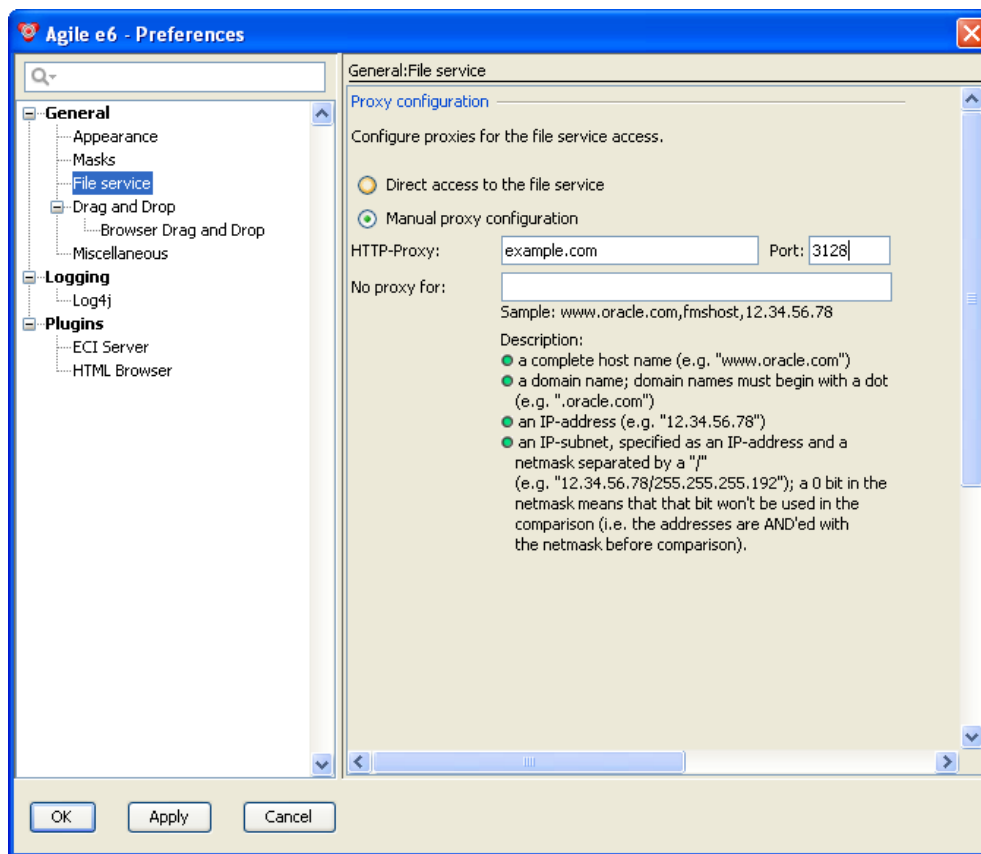 Agile e6 - Preferences
General:File service
General
Appearance
Masks
File service
Drag and Drop
Browser Drag and Drop
Miscellaneous
Logging
Log4j
Plugins
ECI Server
HTML Browser
Proxy configuration
Configure proxies for the file service access.
Direct access to the file service
Manual proxy configuration
HTTP-Proxy: example.com Port: 3128
No proxy for:
Sample: www.oracle.com,fmshost,12.34.56.78
Description:
a complete host name (e.g. "www.oracle.com")
a domain name; domain names must begin with a dot
(e.g. ".oracle.com")
an IP-address (e.g. "12.34.56.78")
an IP-subnet, specified as an IP-address and a
netmask separated by a "/"
(e.g. "12.34.56.78/255.255.255.192"); a 0 bit in the
netmask means that that bit won't be used in the
comparison (i.e. the addresses are AND'ed with
the netmask before comparison).
OK Apply Cancel